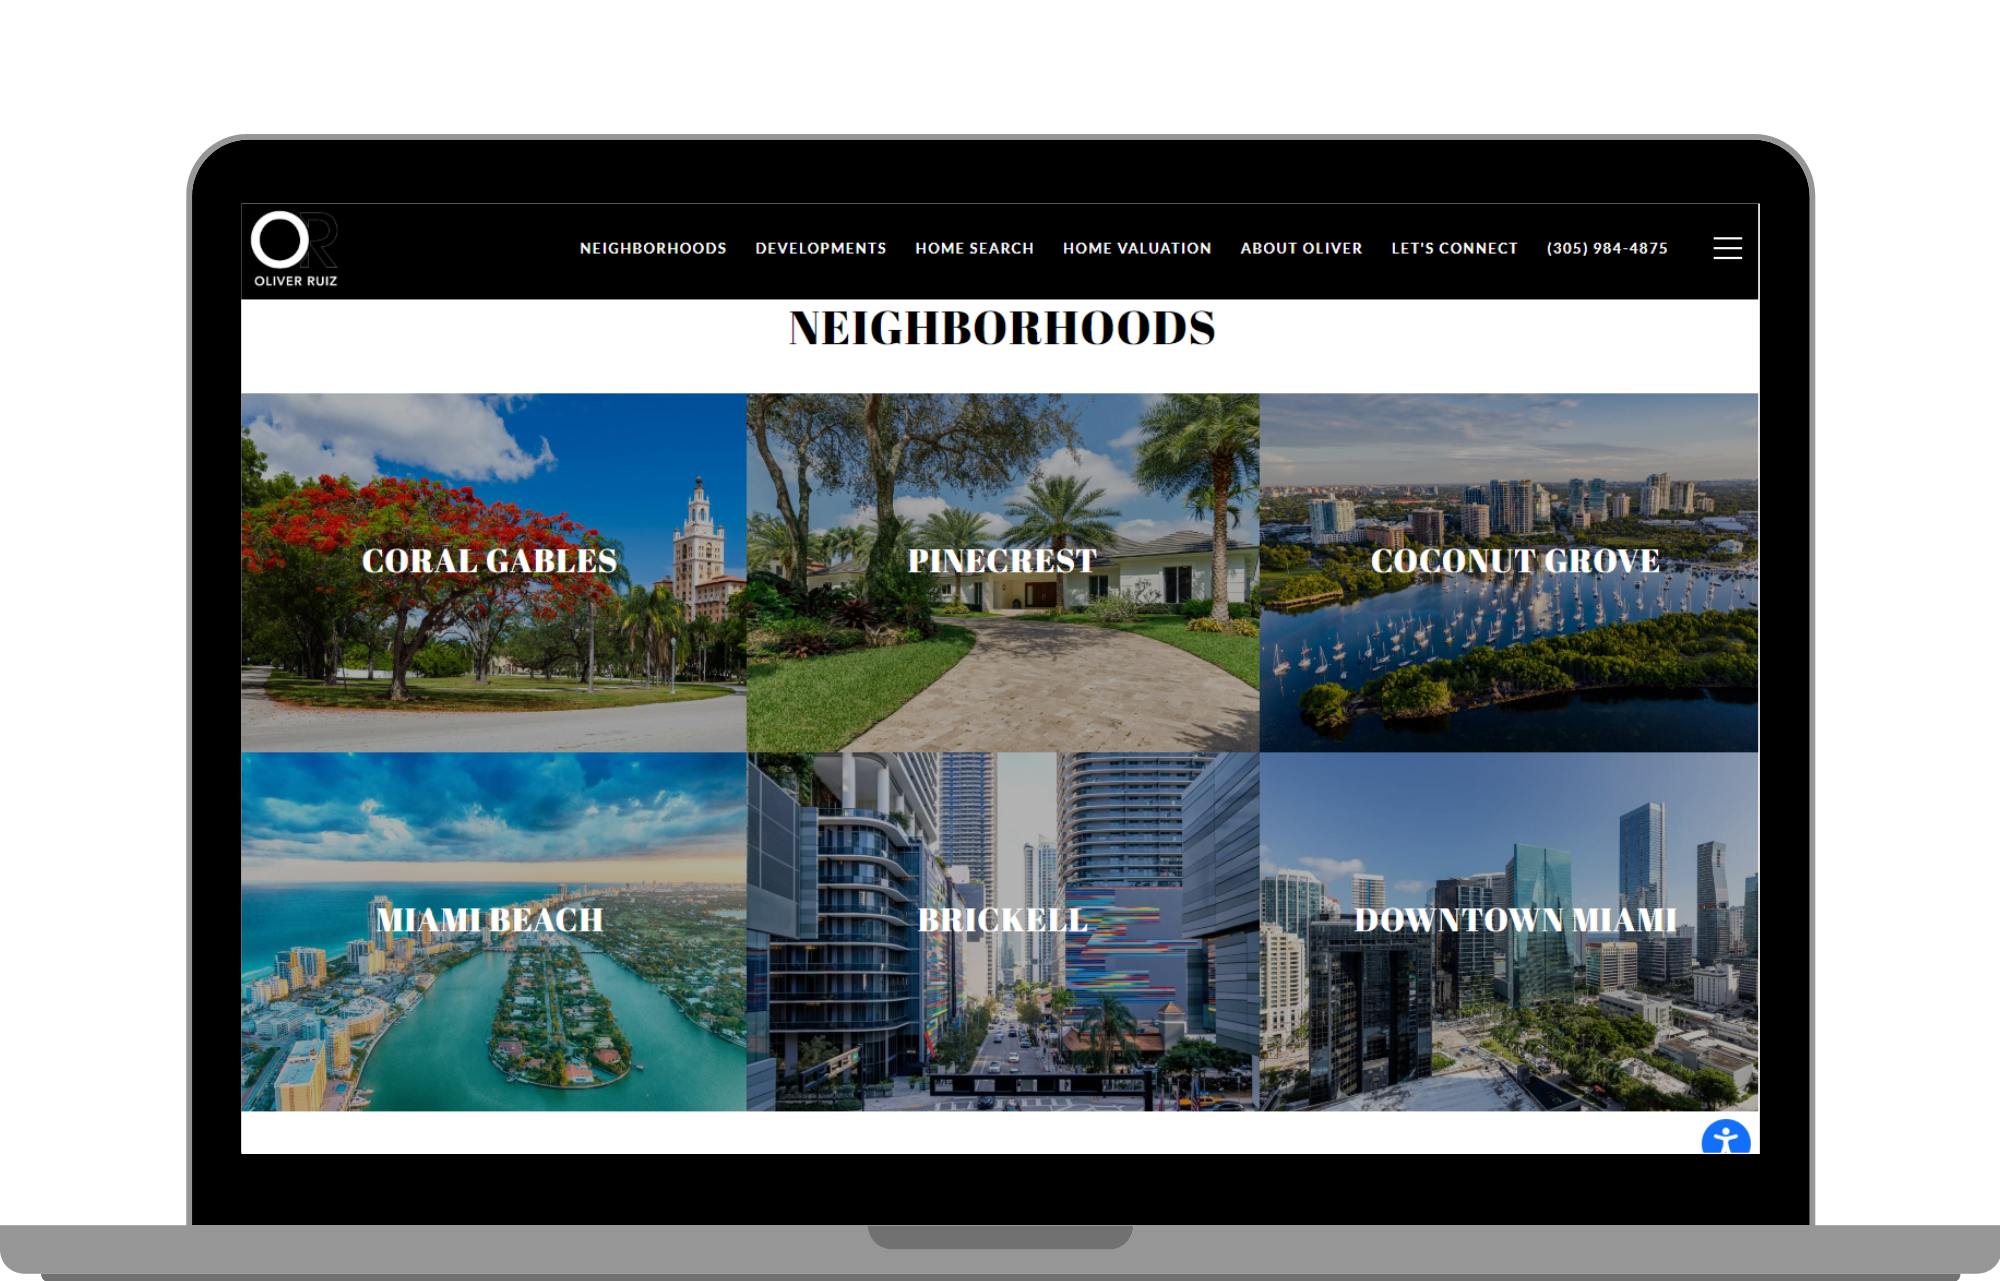 OR
OLIVER RUIZ
NEIGHBORHOODS DEVELOPMENTS HOME SEARCH HOME VALUATION ABOUT OLIVER LET'S CONNECT (305) 984-4875
NEIGHBORHOODS
CORAL GABLES
PINECREST
COCONUT GROVE
MIAMI BEACH
BRICKELL
DOWNTOWN MIAMI